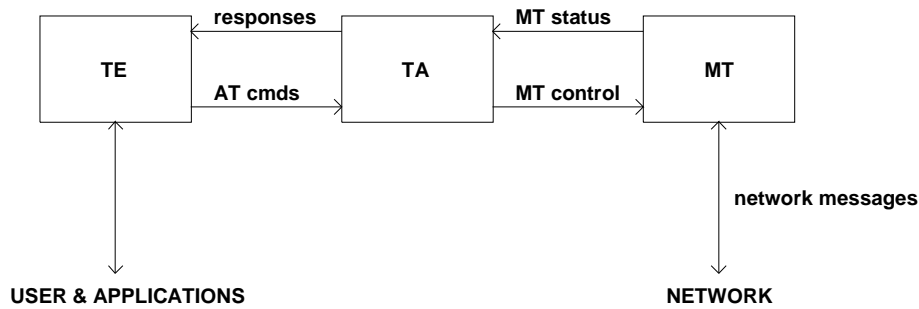 responses
MT status
TE
TA
MT
AT cmds
MT control
network messages
USER & APPLICATIONS
NETWORK